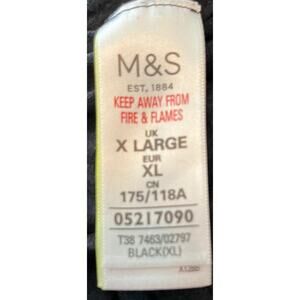 M&S
EST. 1884
KEEP AWAY FROM
FIRE & FLAMES
UK
X LARGE
EUR
XL
CN
175/118A
05217090
T38 7463/02797
BLACK(XL)